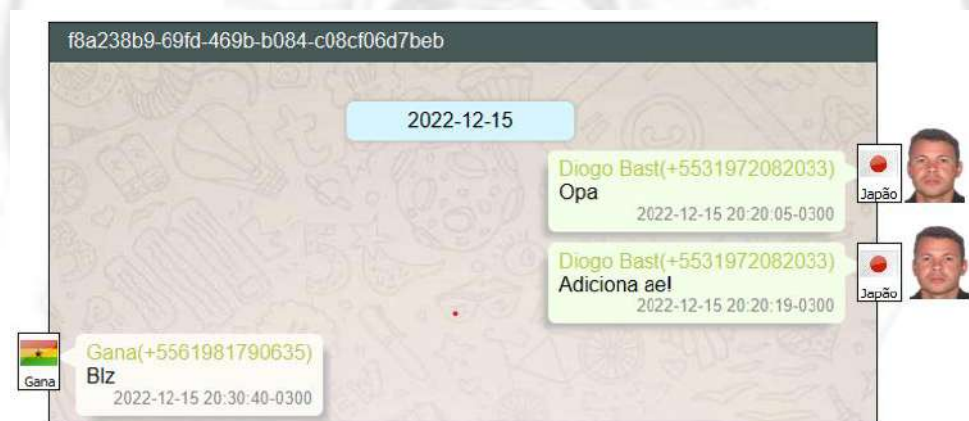 f8a238b9-69fd-469b-b084-c08cf06d7beb
2022-12-15
Diogo Bast(+5531972082033)
Opa
2022-12-15 20:20:05-0300
Japão
Diogo Bast(+5531972082033)
Adiciona ae!
2022-12-15 20:20:19-0300
Japão
Gana(+5561981790635)
Blz
2022-12-15 20:30:40-0300
Gana